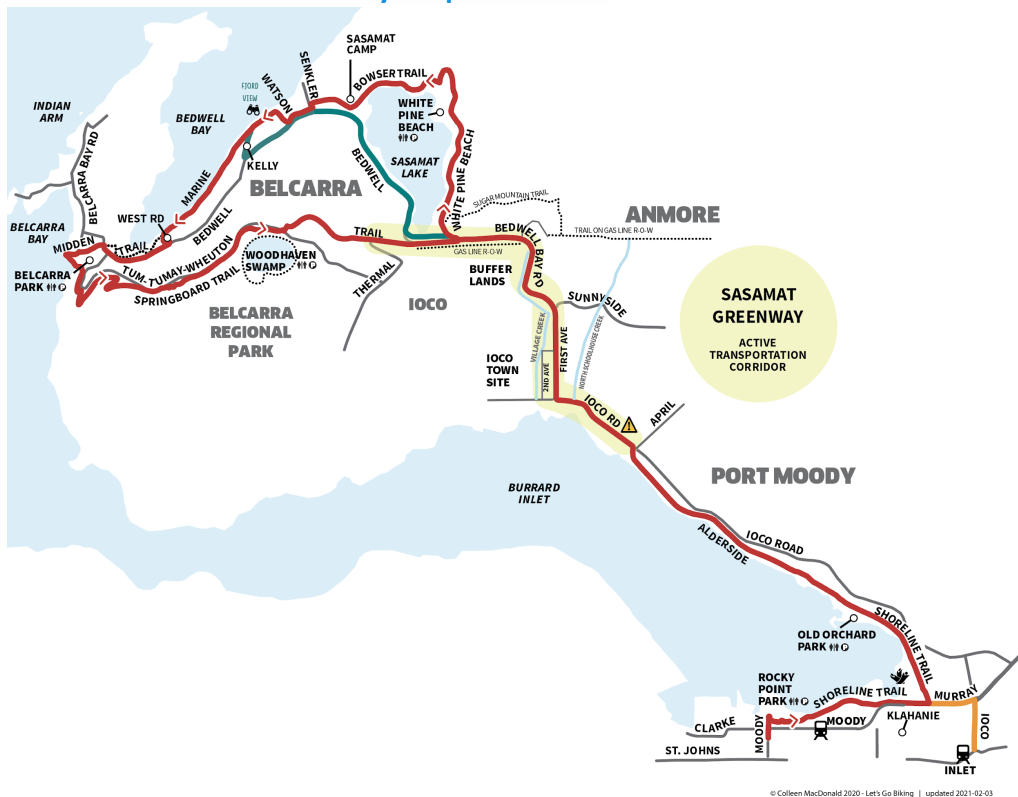 SASAMAT
CAMP
SENKLER
BOWSER TRAIL
WATSON
FJORD
VIEW
INDIAN
ARM
BEDWELL
BAY
WHITE
PINE
BEACH
SASAMAT
LAKE
WHITE PINE BEACH
BEDWELL
KELLY
BELCARRA
MARINE
BELCARRA BAY RD
WEST RD
BEDWELL
BELCARRA
BAY
MIDDEN
TRAIL
BELCARRA
PARK
TUM-TUMAY-WHEUTON
SPRINGBOARD TRAIL
WOODHAVEN
SWAMP
TRAIL
THERMAL
BELCARRA
REGIONAL
PARK
IOCO
SUGAR MOUNTAIN TRAIL
ANMORE
TRAIL ON GAS LINE R-O-W
BEDWELL BAY RD
GAS LINE R-O-W
BUFFER
LANDS
SUNNYSIDE
SASAMAT
GREENWAY
ACTIVE
TRANSPORTATION
CORRIDOR
VILLAGE CREEK
FIRST AVE
2ND AVE
NORTH SCHOOLHOUSE CREEK
IOCO
TOWN
SITE
IOCO RD
APRIL
BURRARD
INLET
PORT MOODY
ALDERSIDE
IOCO ROAD
OLD ORCHARD
PARK
SHORELINE TRAIL
ROCKY
POINT
PARK
SHORELINE TRAIL
MURRAY
KLAHANIE
CLARKE
MOODY
MOODY
IOCO
ST. JOHNS
INLET
© Colleen MacDonald 2020 - Let's Go Biking | updated 2021-02-03